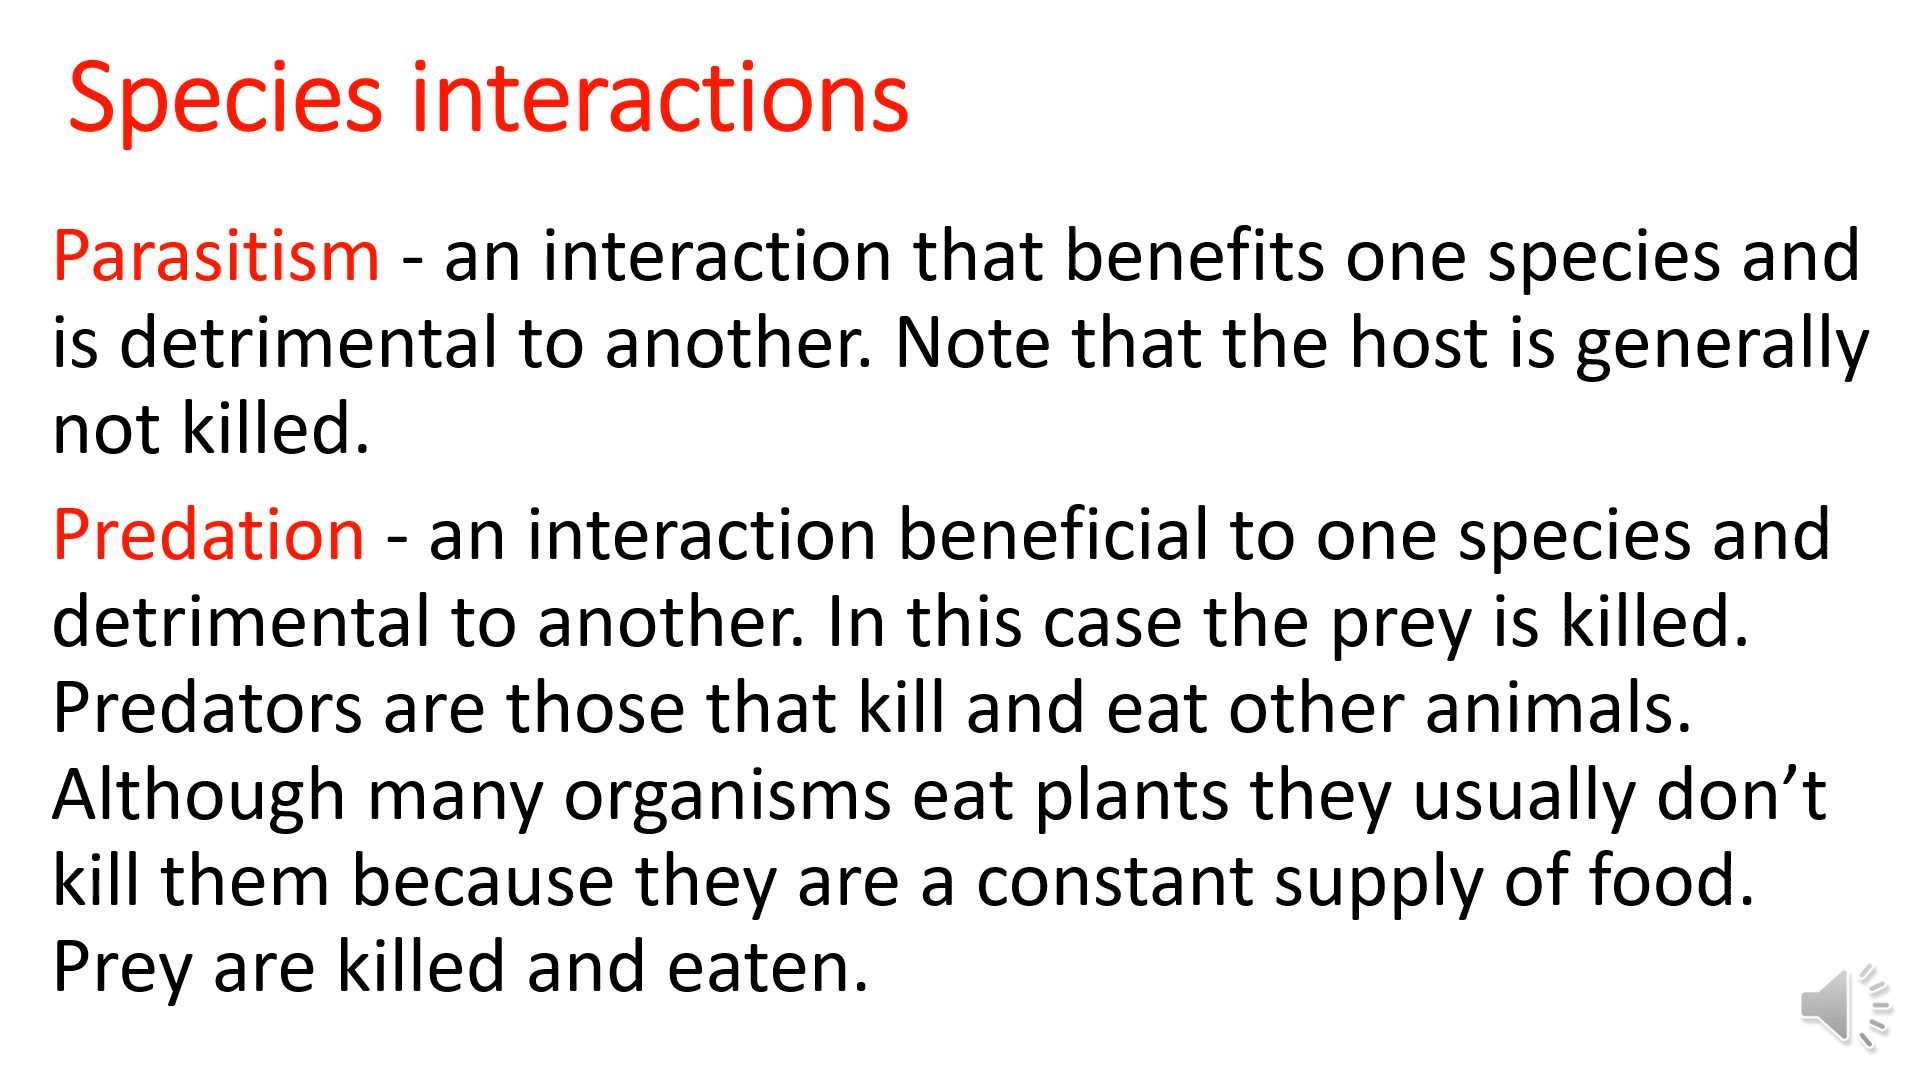 Species interactions
Parasitism - an interaction that benefits one species and
is detrimental to another. Note that the host is generally
not killed.
Predation - an interaction beneficial to one species and
detrimental to another. In this case the prey is killed.
Predators are those that kill and eat other animals.
Although many organisms eat plants they usually don’t
kill them because they are a constant supply of food.
Prey are killed and eaten.